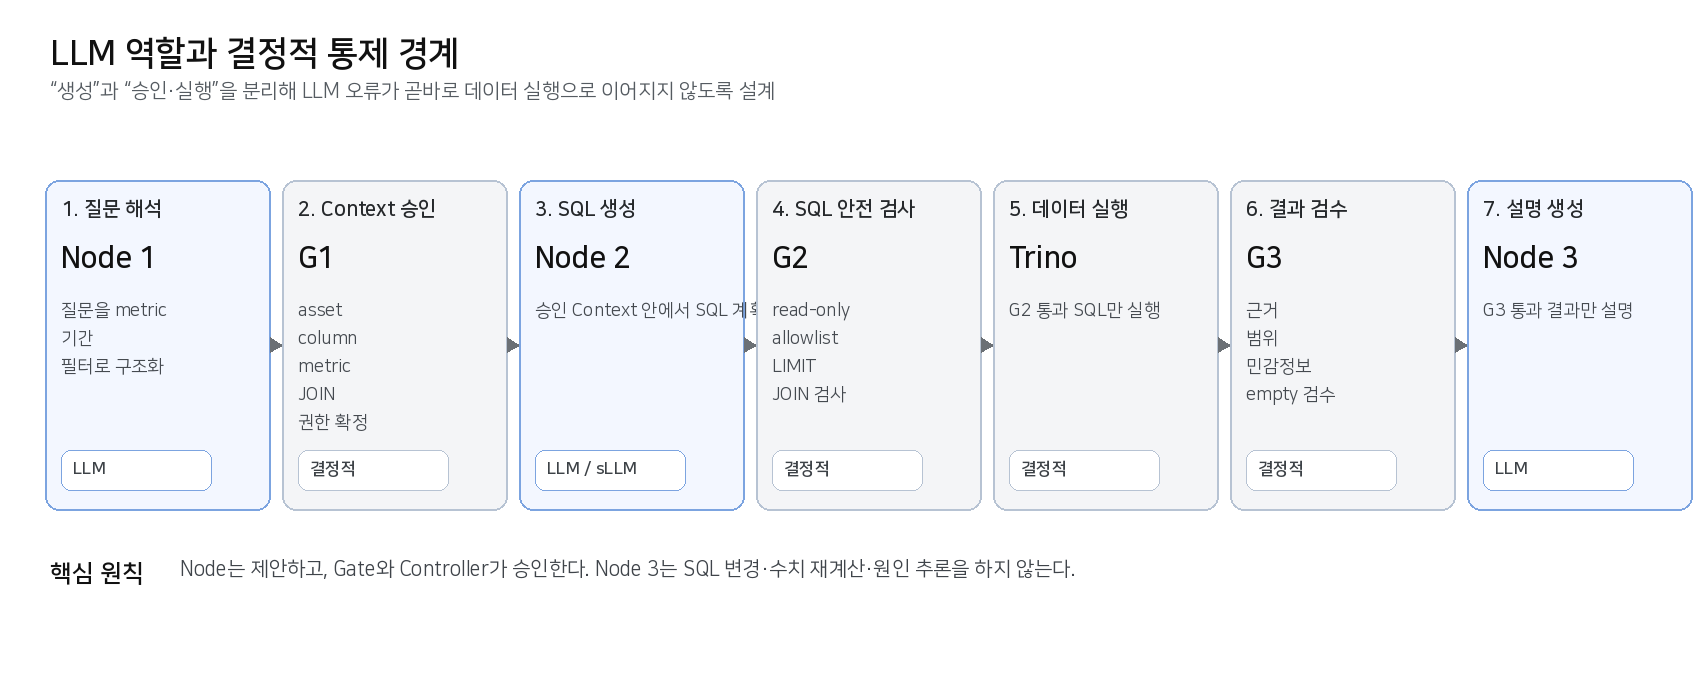 LLM 역할과 결정적 통제 경계
“생성”과 “승인·실행”을 분리해 LLM 오류가 곧바로 데이터 실행으로 이어지지 않도록 설계
1. 질문 해석
Node 1
질문을 metric
기간
필터로 구조화
LLM
2. Context 승인
G1
asset
column
metric
JOIN
권한 확정
결정적
3. SQL 생성
Node 2
승인 Context 안에서 SQL
LLM / sLLM
4. SQL 안전 검사
G2
read-only
allowlist
LIMIT
JOIN 검사
결정적
5. 데이터 실행
Trino
G2 통과 SQL만 실행
결정적
6. 결과 검수
G3
근거
범위
민감정보
empty 검수
결정적
7. 설명 생성
Node 3
G3 통과 결과만 설명
LLM
핵심 원칙
Node는 제안하고, Gate와 Controller가 승인한다. Node 3는 SQL 변경·수치 재계산·원인 추론을 하지 않는다.